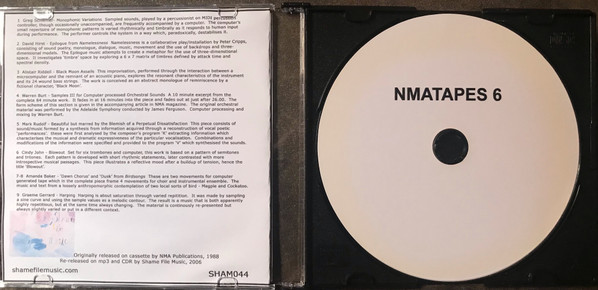 1 Greg Schiemer - Monophonic Variations Sampled sounds, played by a percussionist on MIDI percussion
controller, though occasionally unaccompanied, are frequently accompanied by a computer. The computer's
small repertoire of monophonic patterns is varied rhythmically and timbrally as it responds to human input
during performance. The performer controls the system in a way which, paradoxically, destabilises it.
2 David Hirst - Epilogue from Namelessness Namelessness is a collaborative play/installation by Peter Cripps,
consisting of sound poetry, monologue, dialogue, music, movement and the use of backdrops and three-
dimensional models. The Epilogue music attempts to create a metaphor for the use of three-dimensional
space. It investigates 'timbre' space by exploring a 6 x 7 matrix of timbres defined by attack time and
spectral density.
3 Alistair Riddell - Black Moon Assails This improvisation, performed through the interaction between a
microcomputer and the remnant of an acoustic piano, explores the resonant characteristics of the instrument
and its 24 wound bass strings. The work is conceived as an abstract monologue of reminiscence by a
fictional character, 'Black Moon'.
4 Warren Burt - Samples III for Computer processed Orchestral Sounds A 10 minute excerpt from the
complete 84 minute work. It fades in at 16 minutes into the piece and fades out at just after 26.00. The
form scheme of this section is given in the accompanying article in NMA magazine. The original orchestral
material was performed by the Adelaide Symphony conducted by James Ferguson. Computer processing and
mixing by Warren Burt.
5 Mark Rudolf - Beautiful but marred by the Blemish of a Perpetual Dissatisfaction This piece consists of
sound/music formed by a synthesis from information acquired through a reconstruction of vocal poetic
'performances'. these were first analysed by the composer's program 'R' extracting information which
characterises the musical and dramatic expressiveness of the particular vocalisation. Combinations and
modifications of the information were specified and provided to the program 'V' which synthesised the sounds.
6 Cindy John - Blowout Set for six trombones and computer, this work is based on a pattern of semitones
and tritones. Each pattern is developed with short rhythmic statements, later contrasted with more
introspective musical passages. This piece illustrates a reflective mood after a buildup of tension, hence the
title 'Blowout'.
7-8 Amanda Baker - 'Dawn Chorus' and 'Dusk' from Birdsongs These are two movements for computer
generated tape which in the complete piece frame 4 movements for choir and instrumental ensemble. The
music and text from a loosely anthropomorphic contemplation of two local sorts of bird - Magpie and Cockatoo.
9 Graeme Gerrard - Harping Harping is about saturation through varied repetition. It was made by sampling
a sine curve and using the sample values as a melodic contour. The result is a music that is both apparently
highly repetitious, but at the same time always changing. The material is continuously re-presented but
always slightly varied or put in a different context.
Originally released on cassette by NMA Publications, 1988
Re-released on mp3 and CDR by Shame File Music, 2006
shamefilemusic.com
SHAM044
NMATAPES 6